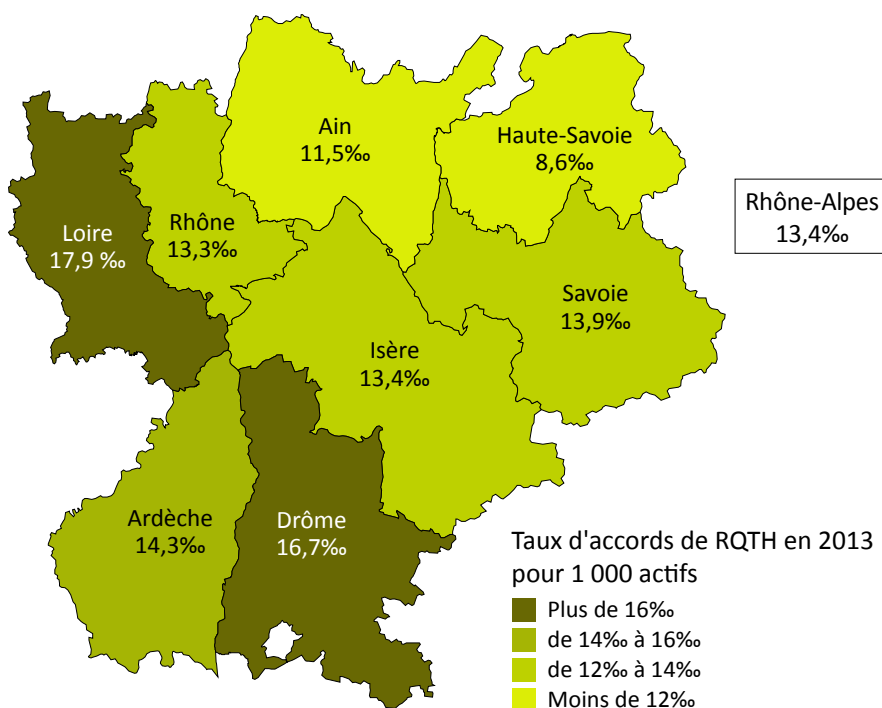 Ain
11,5‰
Haute-Savoie
8,6‰
Rhône-Alpes
13,4‰
Loire
17,9 ‰
Rhône
13,3‰
Savoie
13,9‰
Isère
13,4‰
Ardèche
14,3‰
Drôme
16,7‰
Taux d'accords de RQTH en 2013
pour 1 000 actifs
Plus de 16‰
de 14‰ à 16‰
de 12‰ à 14‰
Moins de 12‰